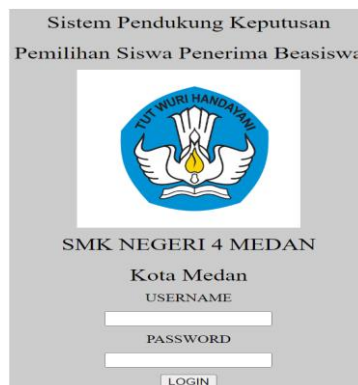 Sistem Pendukung Keputusan
Pemilihan Siswa Penerima Beasiswa
TUT WURI HANDAYANI
SMK NEGERI 4 MEDAN
Kota Medan
USERNAME
PASSWORD
LOGIN